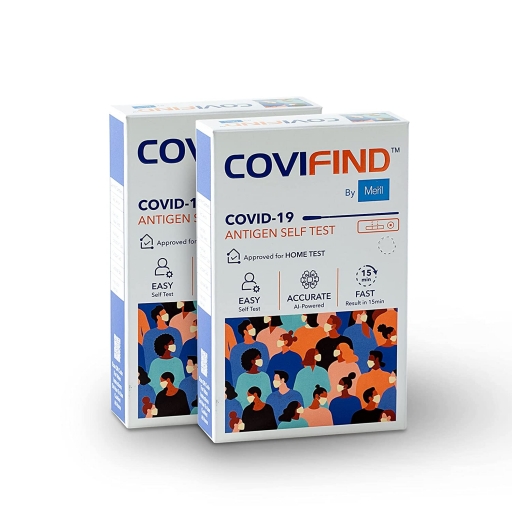 COVIFIND™
By Meril
COVID-19
ANTIGEN SELF TEST
Approved for HOME TEST
15
min
EASY
Self Test
ACCURATE
AI-Powered
FAST
Result in 15min
COV
COVID-1
ANTIGEN S
Approved for
EASY
Self Test